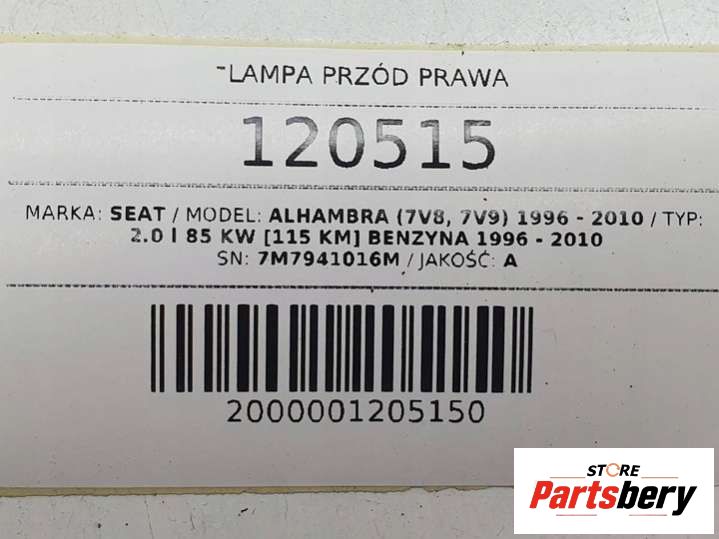 LAMPA PRZÓD PRAWA
120515
MARKA: SEAT / MODEL: ALHAMBRA (7V8, 7V9) 1996 - 2010 / TYP:
2.0 I 85 KW [115 KM] BENZYNA 1996 - 2010
SN: 7M7941016M / JAKOŚĆ: A
2000001205150
STORE
Partsbery